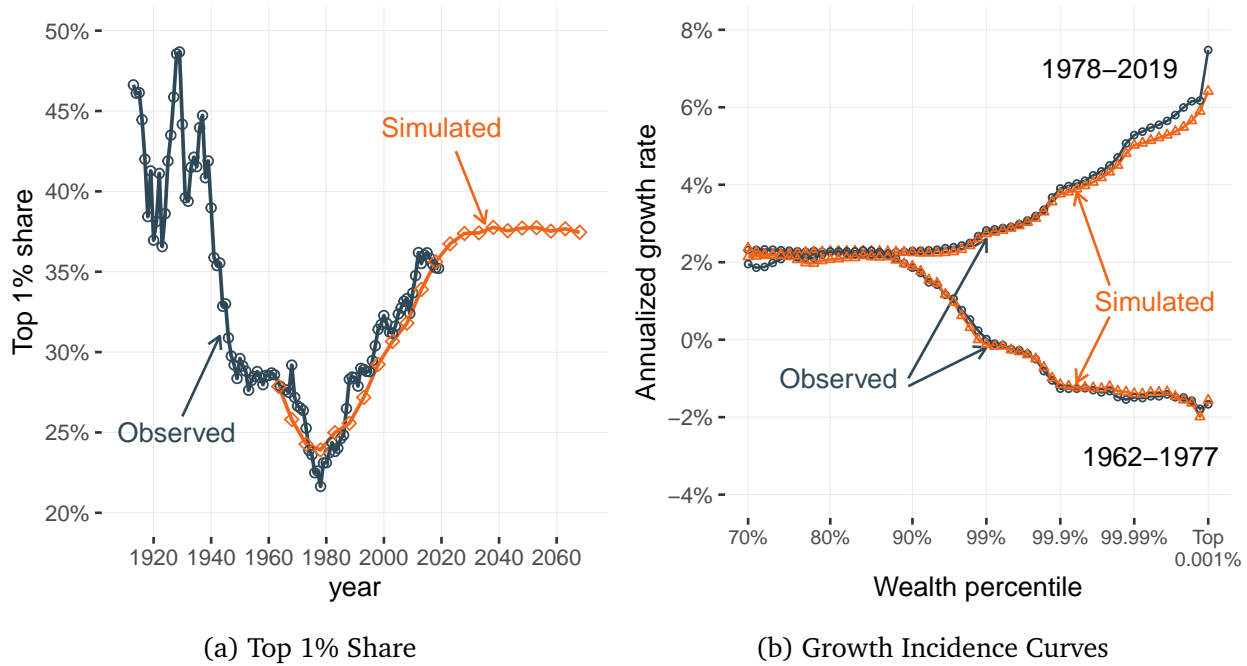 50%
45%
40%
35%
30%
25%
20%
Top 1% share
Simulated
Observed
1920 1940 1960 1980 2000 2020 2040 2060
year
(a) Top 1% Share
8%
6%
4%
2%
0%
−2%
−4%
Annualized growth rate
1978−2019
Simulated
Observed
1962−1977
70% 80% 90% 99% 99.9% 99.99% Top
0.001%
Wealth percentile
(b) Growth Incidence Curves